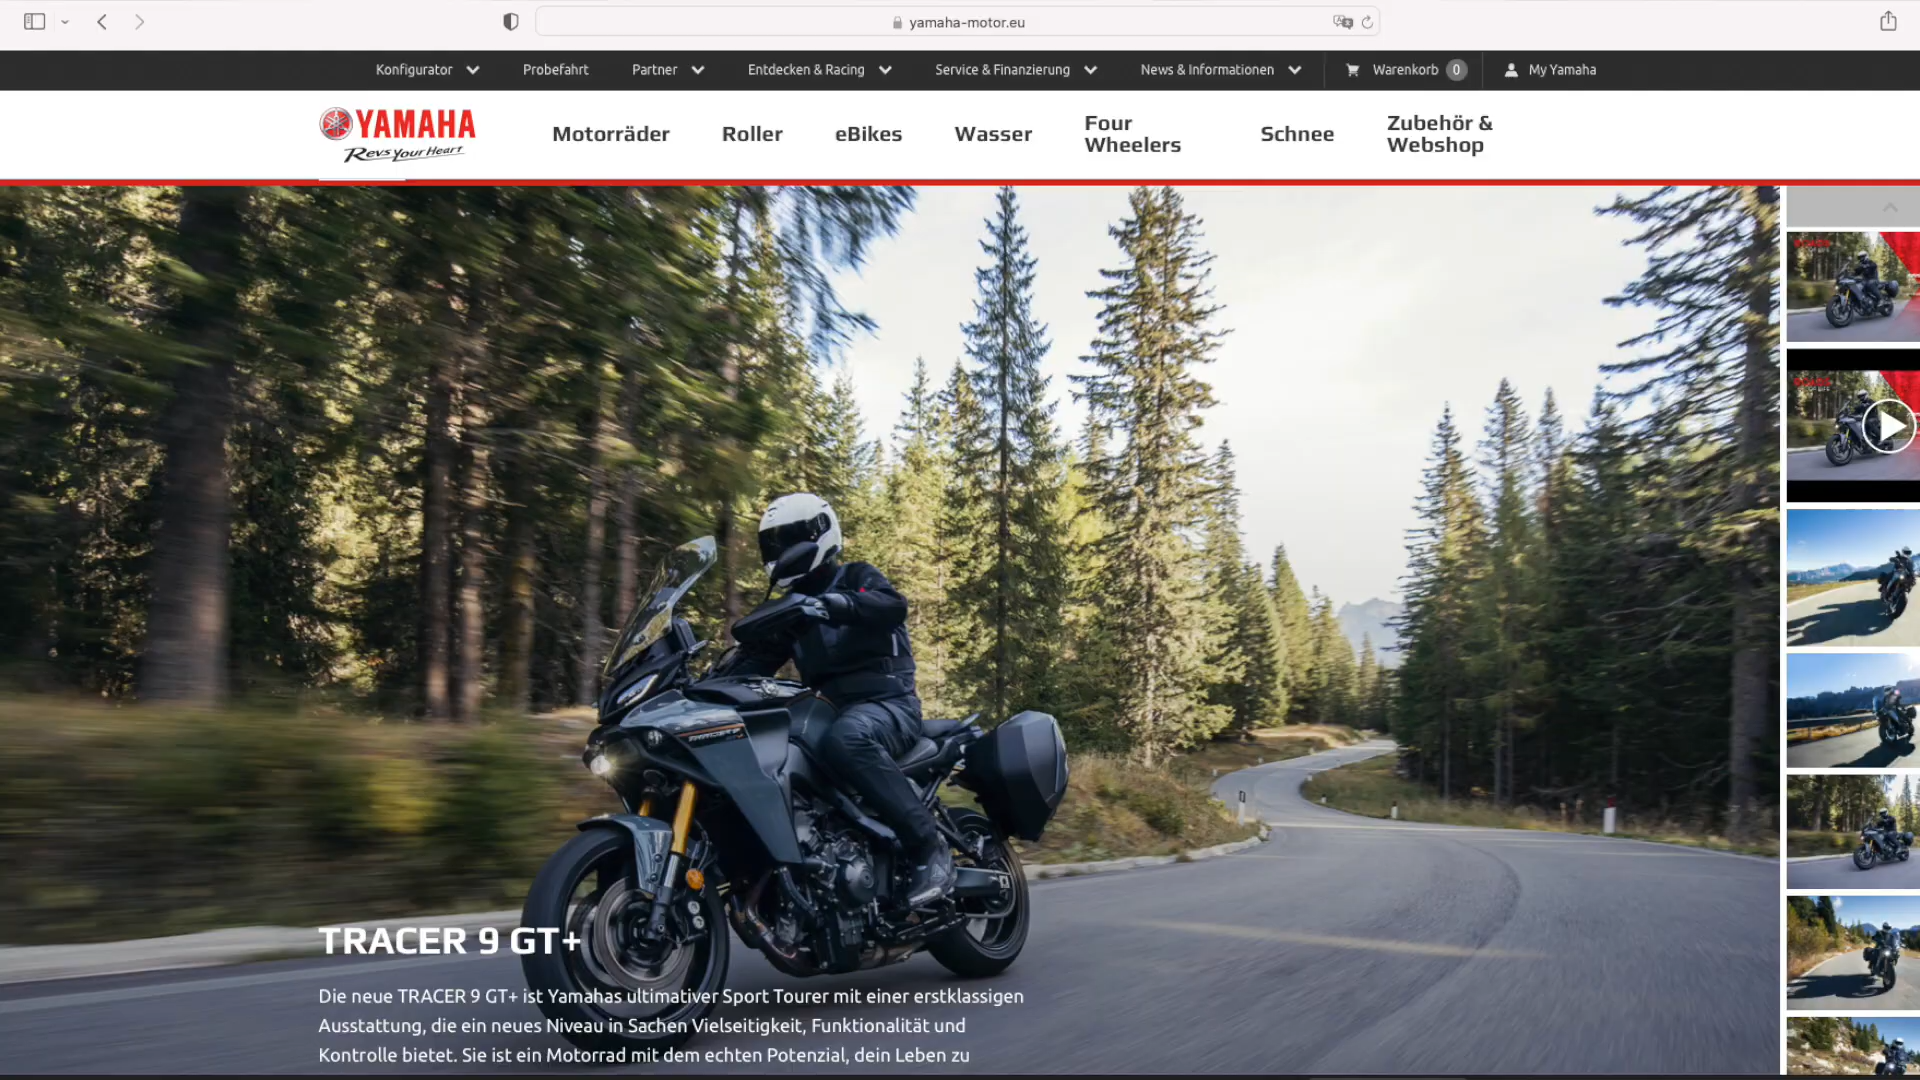 yamaha-motor.eu
Konfigurator
Probefahrt
Partner
Entdecken & Racing
Service & Finanzierung
News & Informationen
Warenkorb 0
My Yamaha
YAMAHA
Revs Your Heart
Motorräder
Roller
eBikes
Wasser
Four
Wheelers
Schnee
Zubehör &
Webshop
TRACER 9 GT+
Die neue TRACER 9 GT+ ist Yamahas ultimativer Sport Tourer mit einer erstklassigen
Ausstattung, die ein neues Niveau in Sachen Vielseitigkeit, Funktionalität und
Kontrolle bietet. Sie ist ein Motorrad mit dem echten Potenzial, dein Leben zu